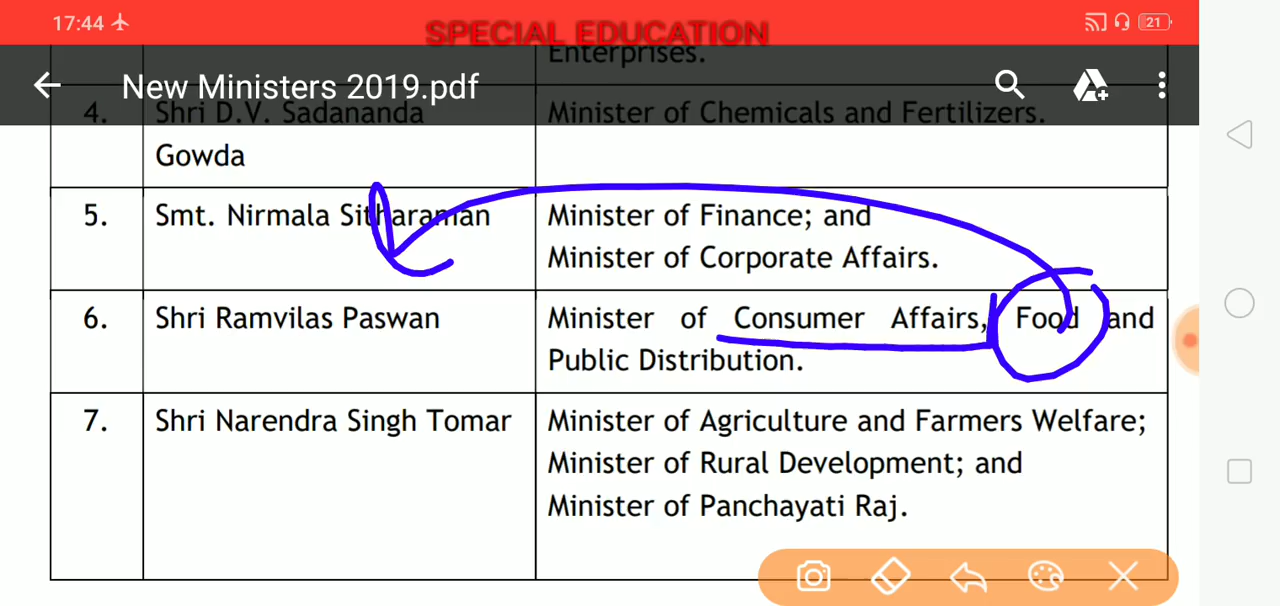 17:44
21
SPECIAL EDUCATION
Enterprises.
New Ministers 2019.pdf
4. Shri D.V. Sadananda Minister of Chemicals and Fertilizers.
Gowda
5. Smt. Nirmala Sitharaman Minister of Finance; and
Minister of Corporate Affairs.
6. Shri Ramvilas Paswan Minister of Consumer Affairs, Food and
Public Distribution.
7. Shri Narendra Singh Tomar Minister of Agriculture and Farmers Welfare;
Minister of Rural Development; and
Minister of Panchayati Raj.